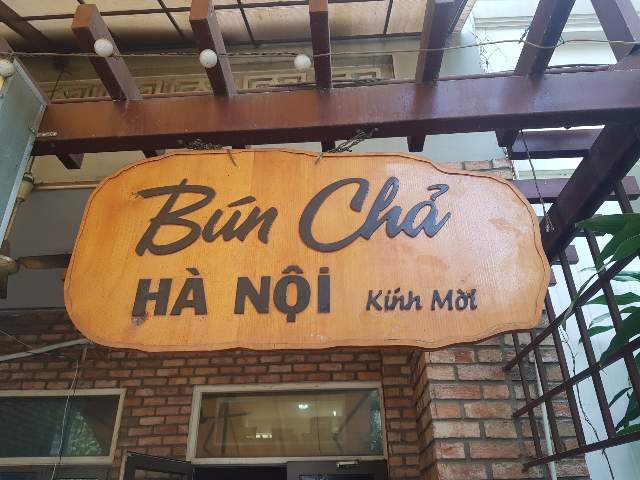 Bún Chả
HÀ NỘI Kính Mời